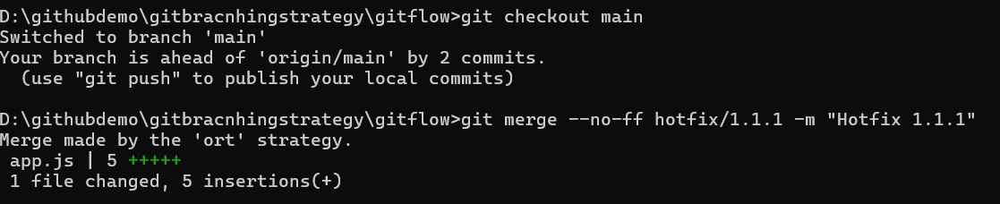 D:\githubdemo\gitbracnhingstrategy\gitflow>git checkout main
Switched to branch 'main'
Your branch is ahead of 'origin/main' by 2 commits.
  (use "git push" to publish your local commits)

D:\githubdemo\gitbracnhingstrategy\gitflow>git merge --no-ff hotfix/1.1.1 -m "Hotfix 1.1.1"
Merge made by the 'ort' strategy.
 app.js | 5 +++++
 1 file changed, 5 insertions(+)